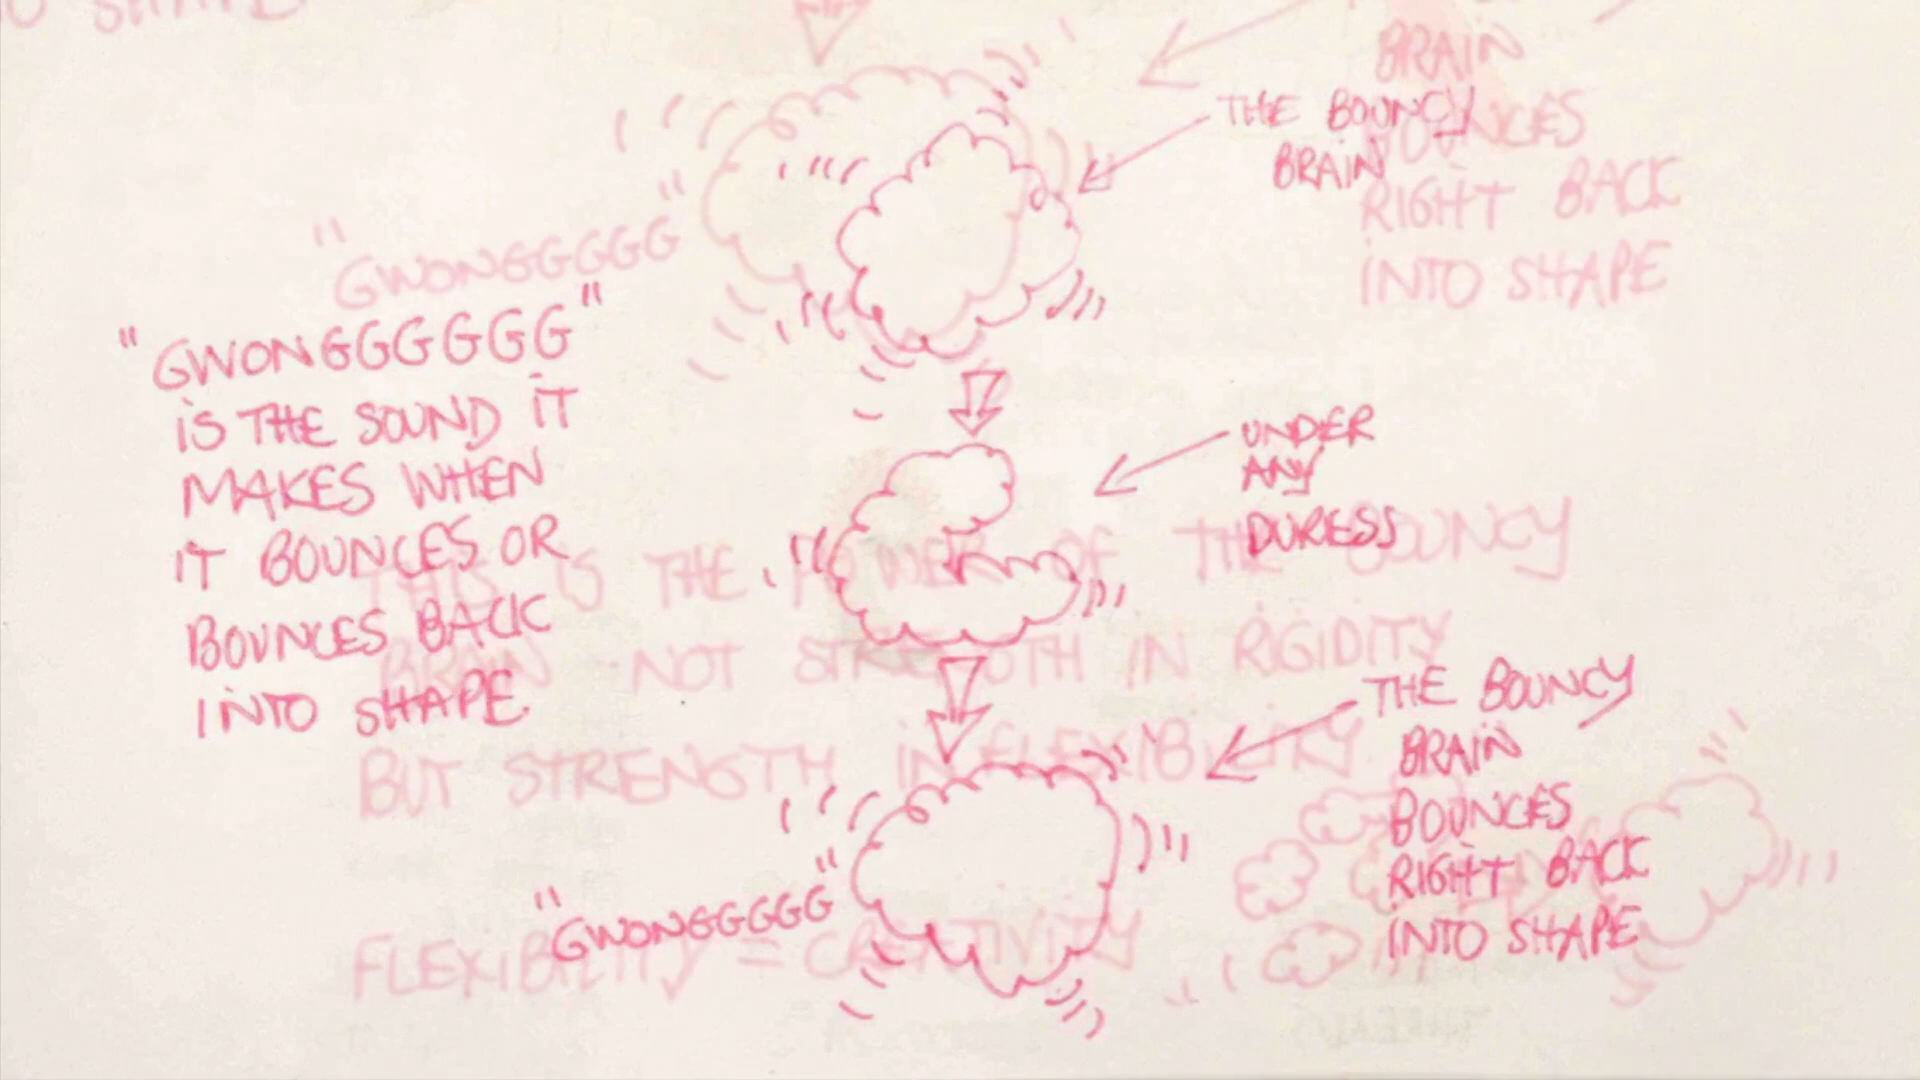 BRAIN
BOUNCES
RIGHT BACK
INTO SHAPE
THE BOUNCY
BRAIN
"GWONGGGGG"
"GWONGGGGGG"
IS THE SOUND IT
MAKES WHEN
IT BOUNCES OR
BOUNCES BACK
INTO SHAPE
UNDER
ANY
DURESS
THIS IS THE POWER OF THE BOUNCY
BRAIN - NOT STRENGTH IN RIGIDITY
BUT STRENGTH IN FLEXIBILITY
THE BOUNCY
BRAIN
BOUNCES
RIGHT BACK
INTO SHAPE
"GWONGGGGG"
FLEXIBILITY = CREATIVITY